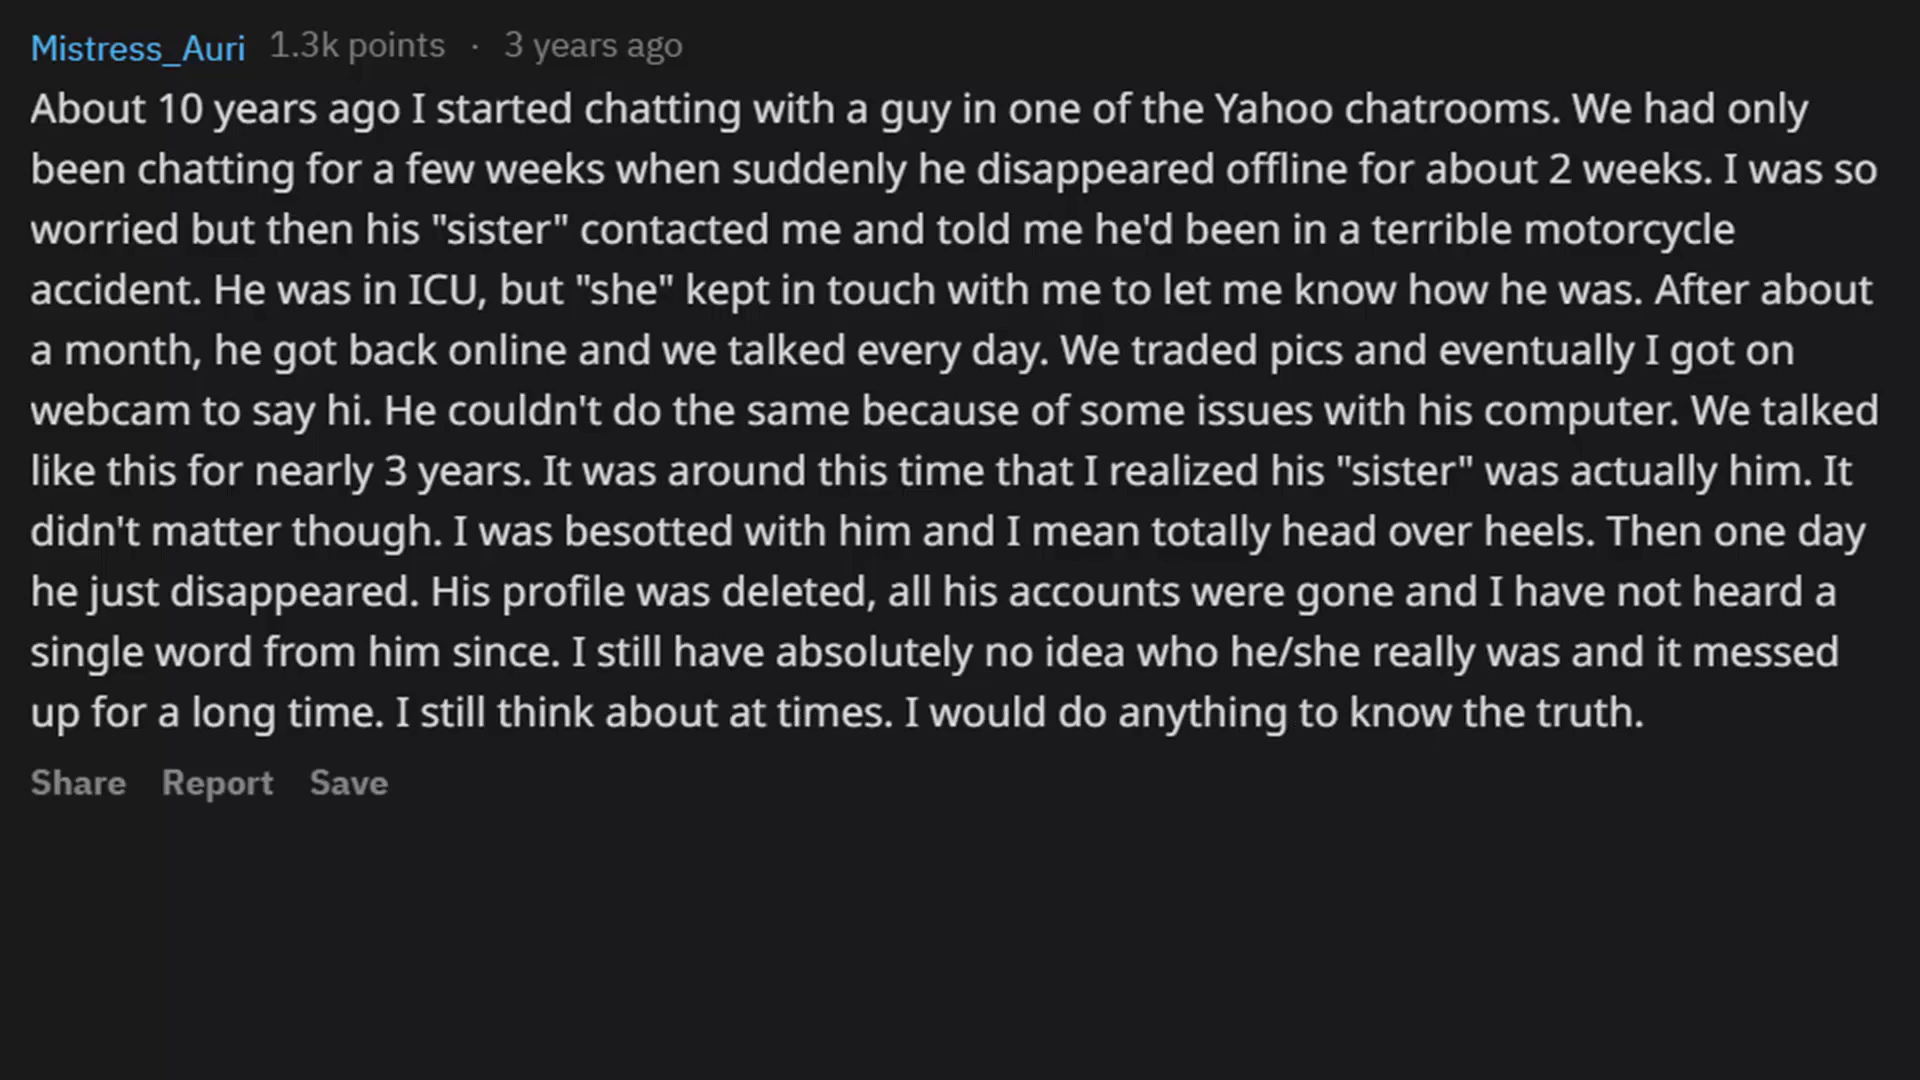 Mistress_Auri 1.3k points · 3 years ago
About 10 years ago I started chatting with a guy in one of the Yahoo chatrooms. We had only
been chatting for a few weeks when suddenly he disappeared offline for about 2 weeks. I was so
worried but then his "sister" contacted me and told me he'd been in a terrible motorcycle
accident. He was in ICU, but "she" kept in touch with me to let me know how he was. After about
a month, he got back online and we talked every day. We traded pics and eventually I got on
webcam to say hi. He couldn't do the same because of some issues with his computer. We talked
like this for nearly 3 years. It was around this time that I realized his "sister" was actually him. It
didn't matter though. I was besotted with him and I mean totally head over heels. Then one day
he just disappeared. His profile was deleted, all his accounts were gone and I have not heard a
single word from him since. I still have absolutely no idea who he/she really was and it messed
up for a long time. I still think about at times. I would do anything to know the truth.
Share Report Save